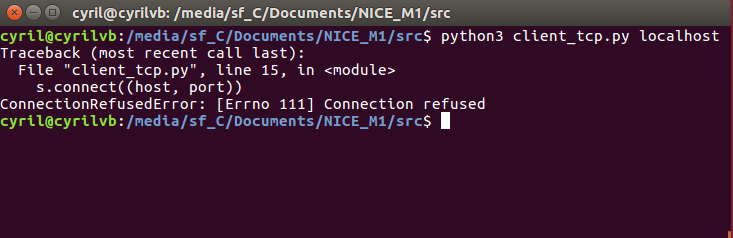 cyril@cyrilvb: /media/sf_C/Documents/NICE_M1/src
cyril@cyrilvb:/media/sf_C/Documents/NICE_M1/src$ python3 client_tcp.py localhost
Traceback (most recent call last):
  File "client_tcp.py", line 15, in <module>
    s.connect((host, port))
ConnectionRefusedError: [Errno 111] Connection refused
cyril@cyrilvb:/media/sf_C/Documents/NICE_M1/src$